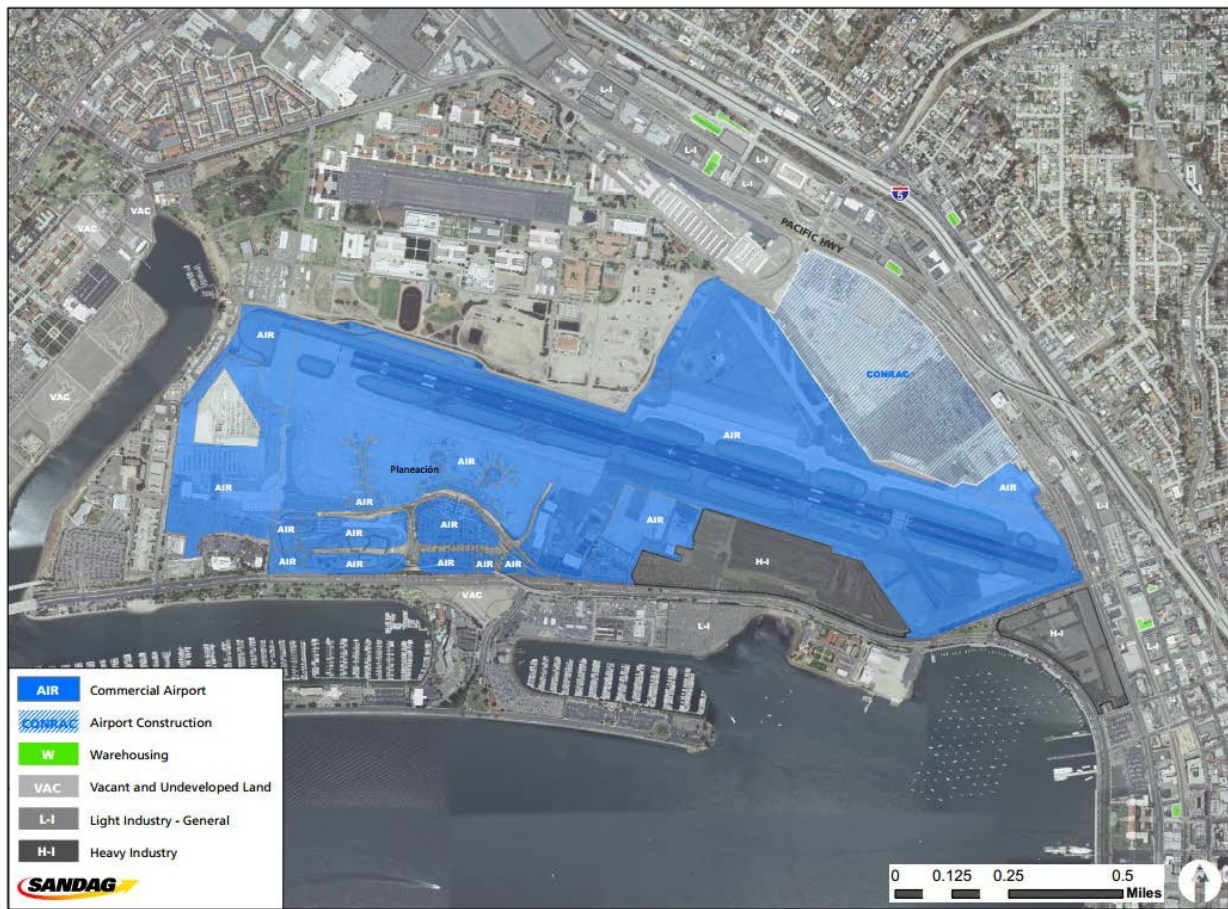 L-I
L-I
L-I
L-I
VAC
VAC
5
PACIFIC HWY
AIR
CONRAC
VAC
AIR
Planeación
AIR
AIR
AIR
AIR
AIR
AIR
AIR
AIR
L-I
AIR
AIR
AIR
AIR
AIR
H-I
VAC
L-I
H-I
L-I
AIR Commercial Airport
CONRAC Airport Construction
W Warehousing
VAC Vacant and Undeveloped Land
L-I Light Industry - General
H-I Heavy Industry
SANDAG
0 0.125 0.25 0.5
Miles